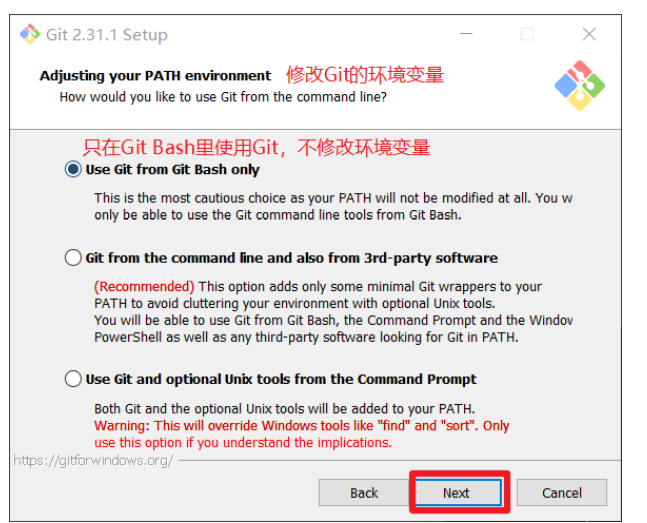 Git 2.31.1 Setup
Adjusting your PATH environment 修改Git的环境变量
How would you like to use Git from the command line?
只在Git Bash里使用Git，不修改环境变量
Use Git from Git Bash only
This is the most cautious choice as your PATH will not be modified at all. You w
only be able to use the Git command line tools from Git Bash.
Git from the command line and also from 3rd-party software
(Recommended) This option adds only some minimal Git wrappers to your
PATH to avoid cluttering your environment with optional Unix tools.
You will be able to use Git from Git Bash, the Command Prompt and the Window
PowerShell as well as any third-party software looking for Git in PATH.
Use Git and optional Unix tools from the Command Prompt
Both Git and the optional Unix tools will be added to your PATH.
Warning: This will override Windows tools like "find" and "sort". Only
use this option if you understand the implications.
https://gitforwindows.org/
Back Next Cancel